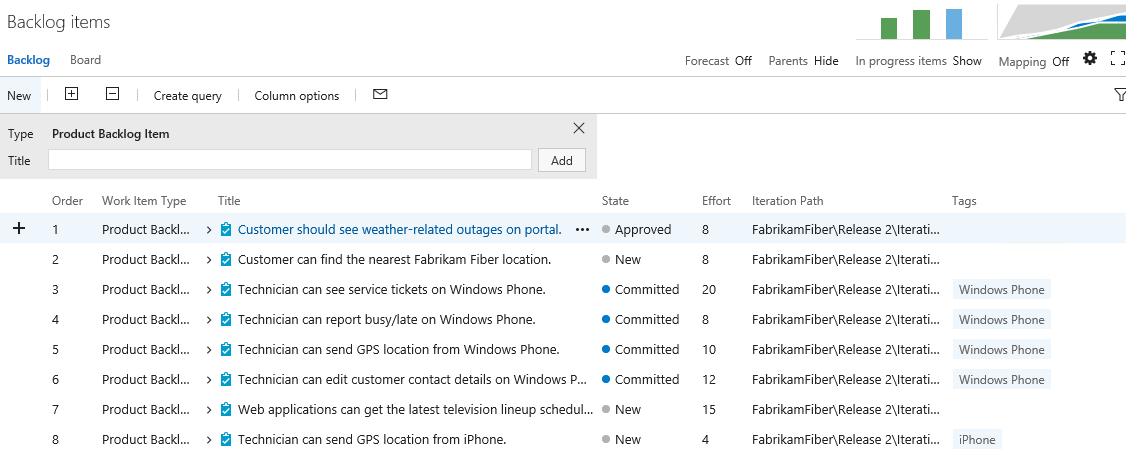 Backlog items
Backlog Board Forecast Off Parents Hide In progress items Show Mapping Off
New Create query Column options
Type Product Backlog Item
Title Add
Order Work Item Type Title State Effort Iteration Path Tags
1 Product Backl... Customer should see weather-related outages on portal. ... Approved 8 FabrikamFiber\Release 2\Iterati...
2 Product Backl... Customer can find the nearest Fabrikam Fiber location. New 8 FabrikamFiber\Release 2\Iterati...
3 Product Backl... Technician can see service tickets on Windows Phone. Committed 20 FabrikamFiber\Release 2\Iterati... Windows Phone
4 Product Backl... Technician can report busy/late on Windows Phone. Committed 8 FabrikamFiber\Release 2\Iterati... Windows Phone
5 Product Backl... Technician can send GPS location from Windows Phone. Committed 10 FabrikamFiber\Release 2\Iterati... Windows Phone
6 Product Backl... Technician can edit customer contact details on Windows P... Committed 12 FabrikamFiber\Release 2\Iterati... Windows Phone
7 Product Backl... Web applications can get the latest television lineup schedul... New 15 FabrikamFiber\Release 2\Iterati...
8 Product Backl... Technician can send GPS location from iPhone. New 4 FabrikamFiber\Release 2\Iterati... iPhone